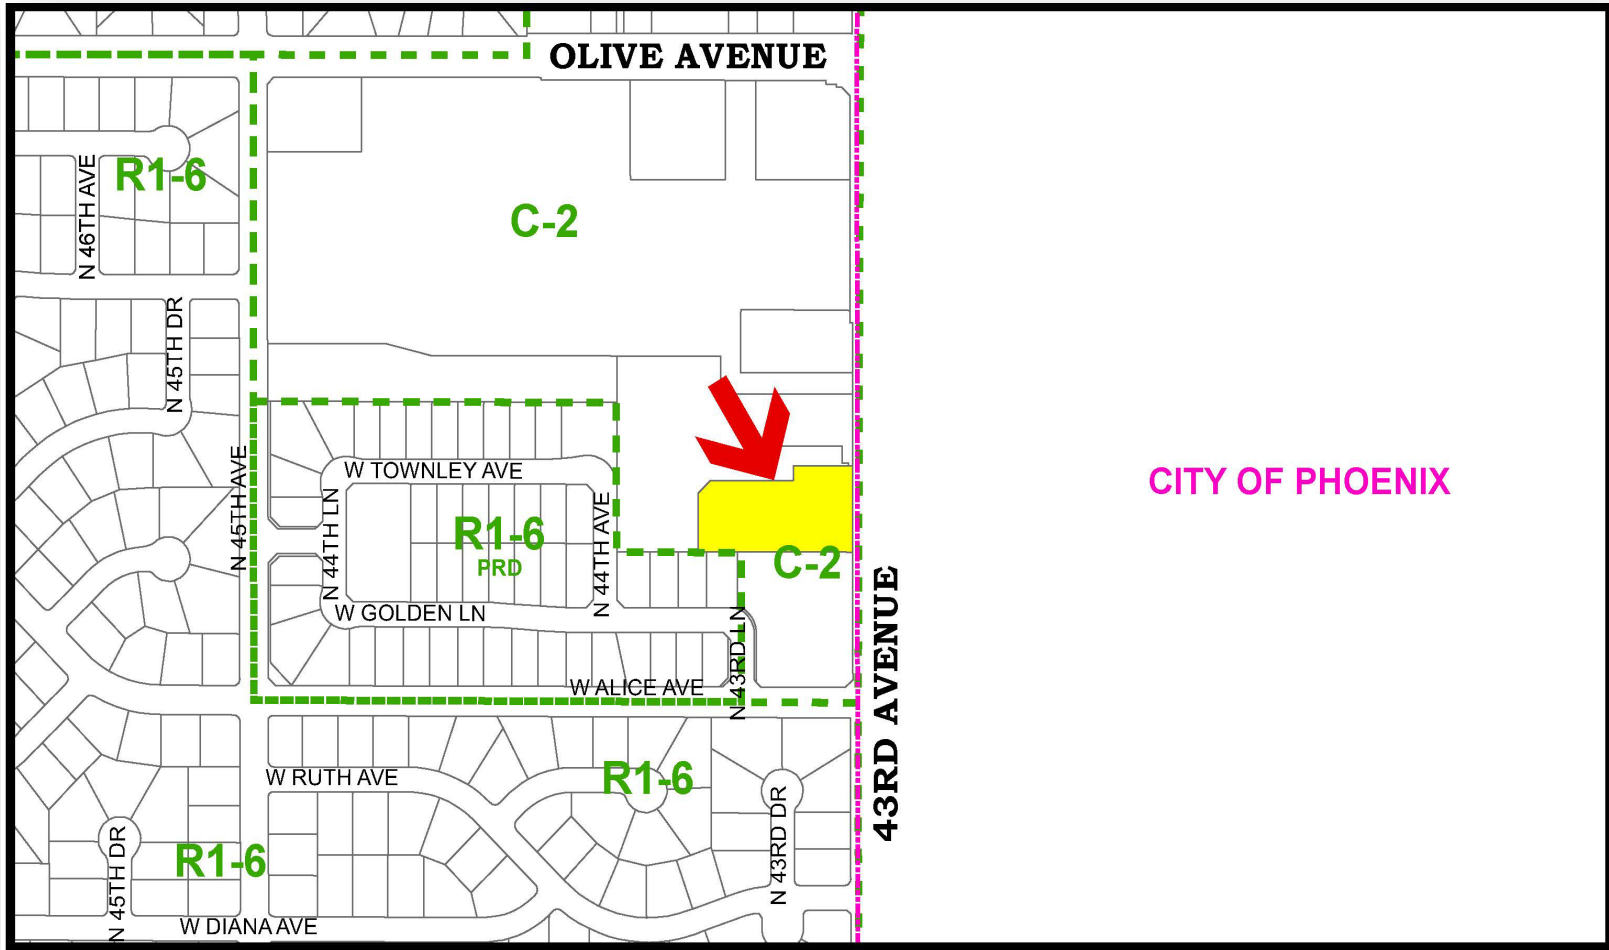 OLIVE AVENUE
R1-6
N 46TH AVE
C-2
N 45TH DR
N 45TH AVE
W TOWNLEY AVE
N 44TH LN
R1-6
PRD
N 44TH AVE
C-2
CITY OF PHOENIX
W GOLDEN LN
N 43RD LN
W ALICE AVE
43RD AVENUE
W RUTH AVE
R1-6
N 43RD DR
R1-6
N 45TH DR
W DIANA AVE